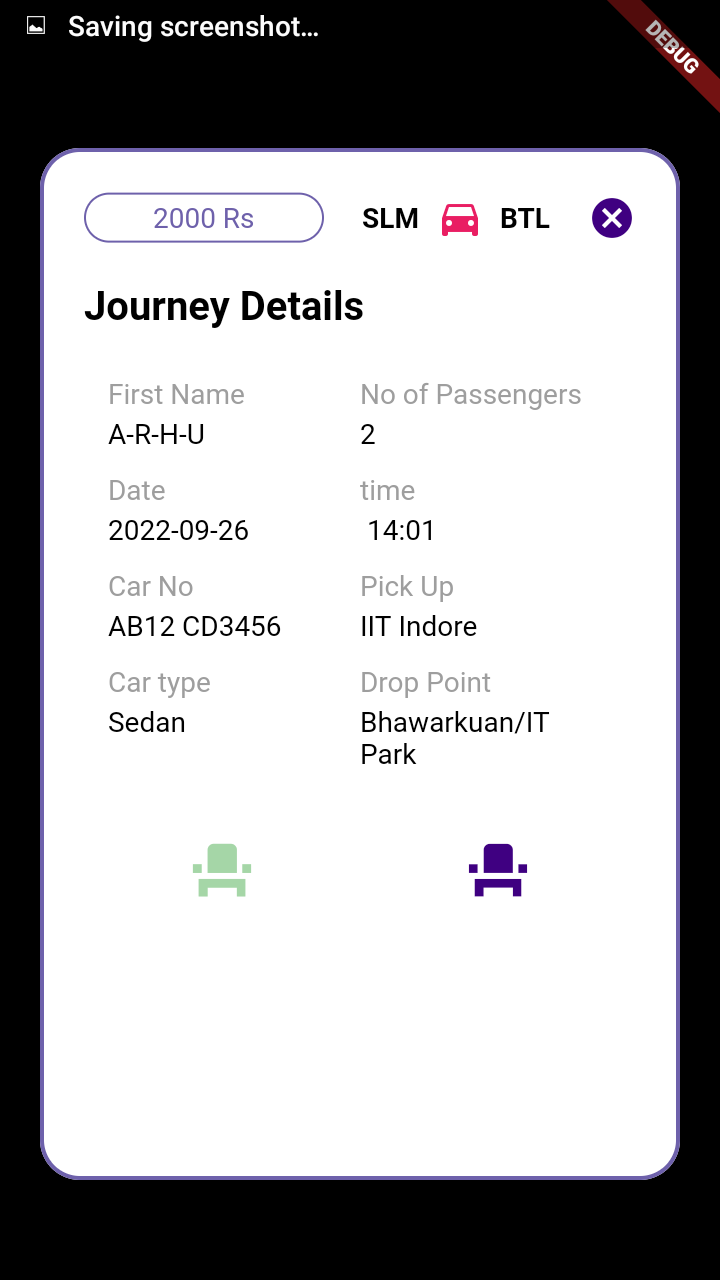 Saving screenshot...
DEBUG
2000 Rs SLM BTL
Journey Details
First Name No of Passengers
A-R-H-U 2
Date time
2022-09-26 14:01
Car No Pick Up
AB12 CD3456 IIT Indore
Car type Drop Point
Sedan Bhawarkuan/IT
Park